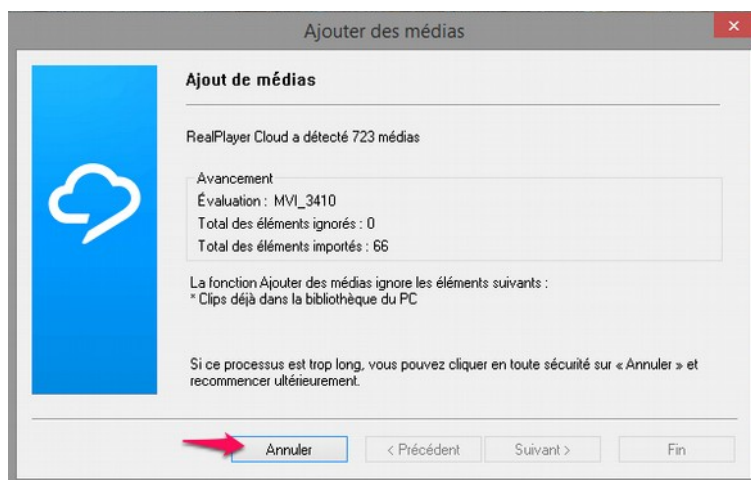 Ajouter des médias
Ajout de médias
RealPlayer Cloud a détecté 723 médias
Avancement
Évaluation : MVI_3410
Total des éléments ignorés : 0
Total des éléments importés : 66
La fonction Ajouter des médias ignore les éléments suivants :
* Clips déjà dans la bibliothèque du PC
Si ce processus est trop long, vous pouvez cliquer en toute sécurité sur « Annuler » et
recommencer ultérieurement.
Annuler
< Précédent
Suivant >
Fin